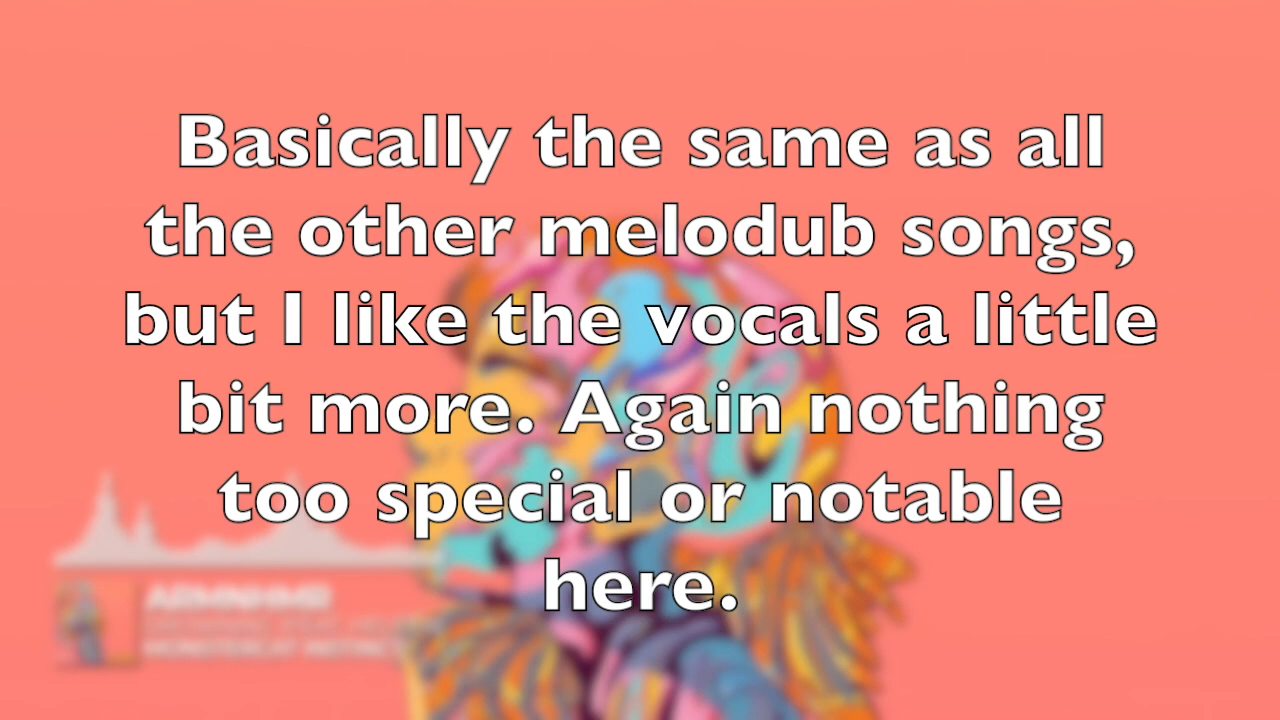 Basically the same as all
the other melodub songs,
but I like the vocals a little
bit more. Again nothing
too special or notable
here.
ARMNHMR